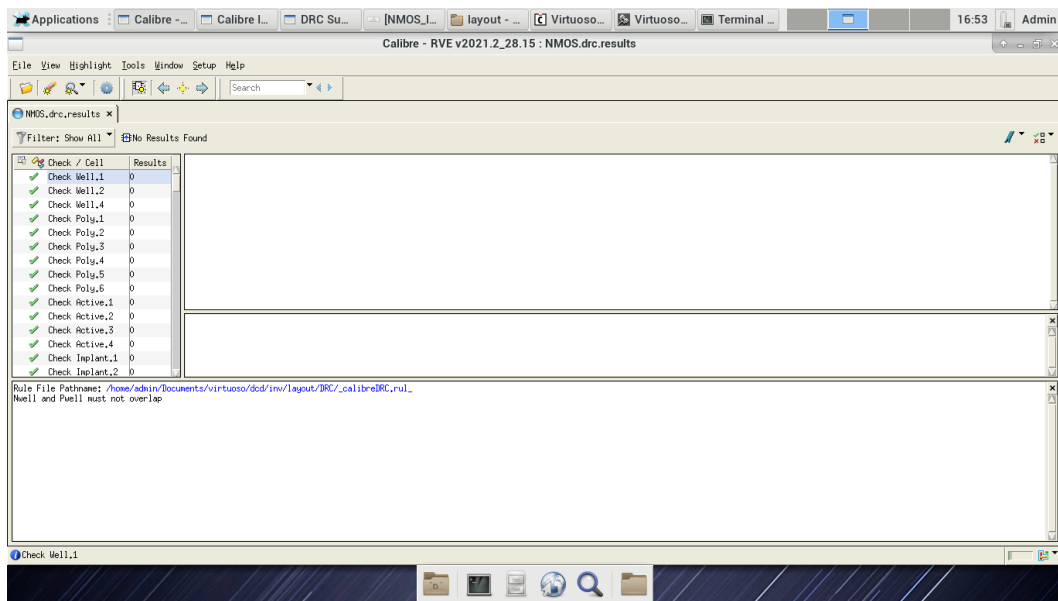 Applications Calibre -... Calibre I... DRC Su... [NMOS_I... layout - ... Virtuoso... Virtuoso... Terminal ... 16:53 Admin
Calibre - RVE v2021.2_28.15 : NMOS.drc.results
File View Highlight Tools Window Setup Help
Search
NMOS.drc.results
Filter: Show All No Results Found
Check / Cell Results
Check Well.1 0
Check Well.2 0
Check Well.4 0
Check Poly.1 0
Check Poly.2 0
Check Poly.3 0
Check Poly.4 0
Check Poly.5 0
Check Poly.6 0
Check Active.1 0
Check Active.2 0
Check Active.3 0
Check Active.4 0
Check Implant.1 0
Check Implant.2 0
Rule File Pathname: /home/admin/Documents/virtuoso/dcd/inv/layout/DRC/_calibreDRC.rul_
Nwell and Pwell must not overlap
Check Well.1